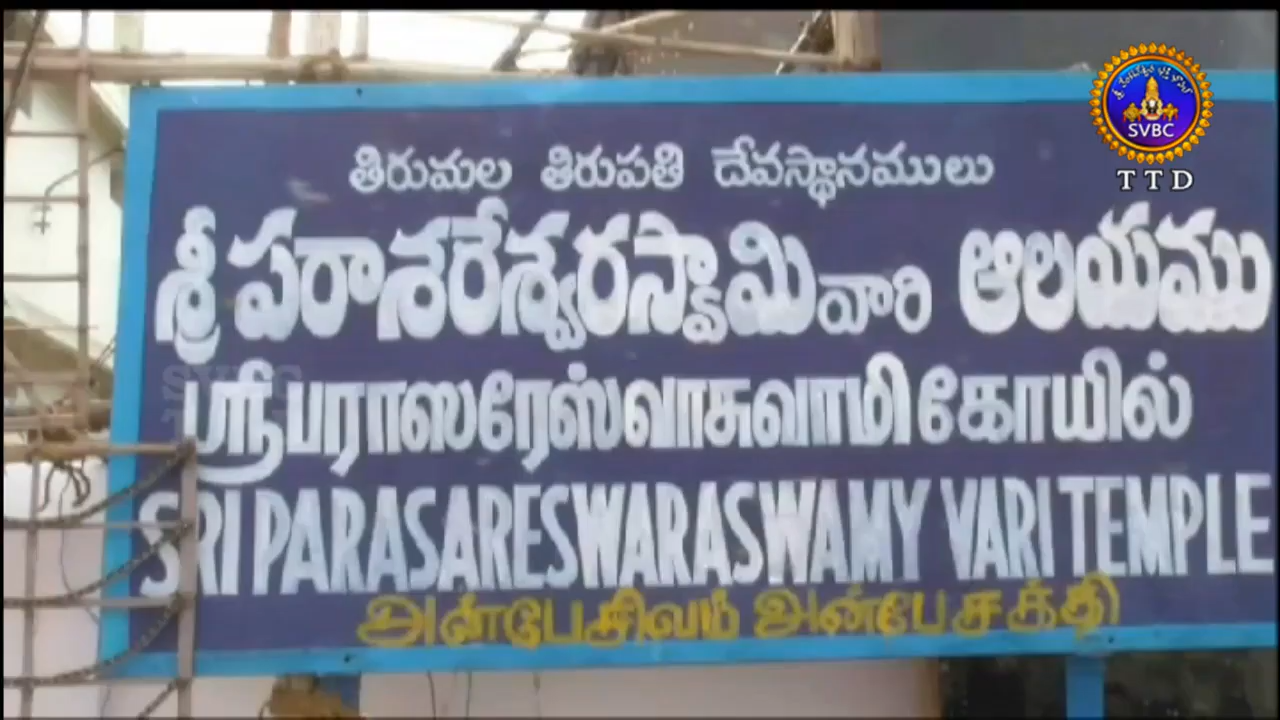 తిరుమల తిరుపతి దేవస్థానములు
శ్రీ పరాశరేశ్వరస్వామి వారి ఆలయము
ஸ்ரீ பராஸரேஸ்வாசுவாமி கோயில்
SRI PARASARESWARASWAMY VARI TEMPLE
அன்பேசிவம் அன்பே சக்தி
SVBC
TTD